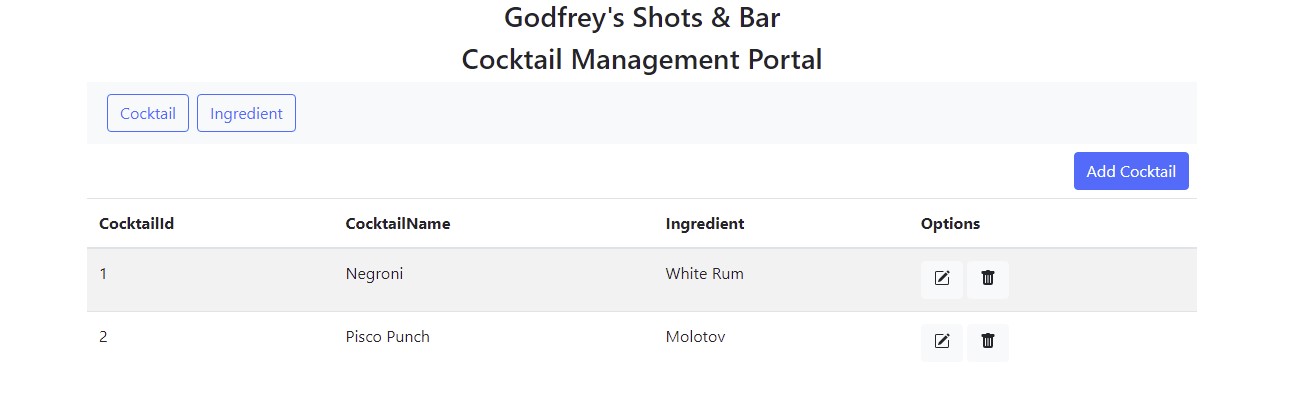 Godfrey's Shots & Bar
Cocktail Management Portal
Cocktail Ingredient
Add Cocktail
CocktailId CocktailName Ingredient Options
1 Negroni White Rum
2 Pisco Punch Molotov